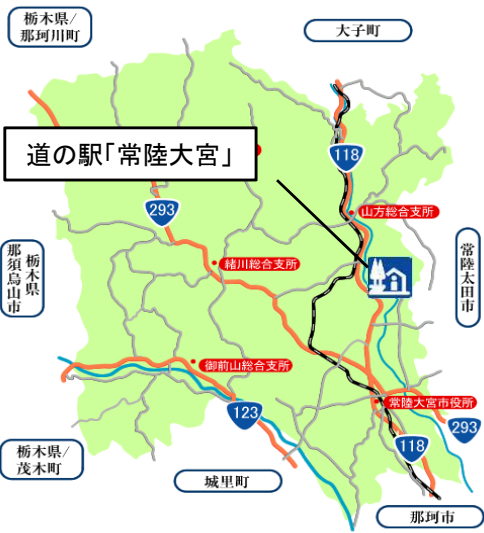 栃木県/
那珂川町
大子町
道の駅「常陸大宮」
118
293
山方総合支所
栃木県
那須烏山市
緒川総合支所
常陸太田市
御前山総合支所
123
常陸大宮市役所
293
118
栃木県/
茂木町
城里町
那珂市